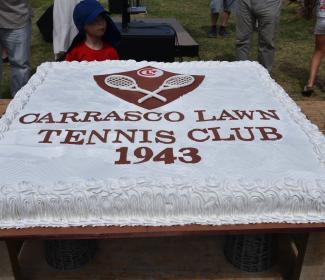 CARRASCO LAWN
TENNIS CLUB
1943